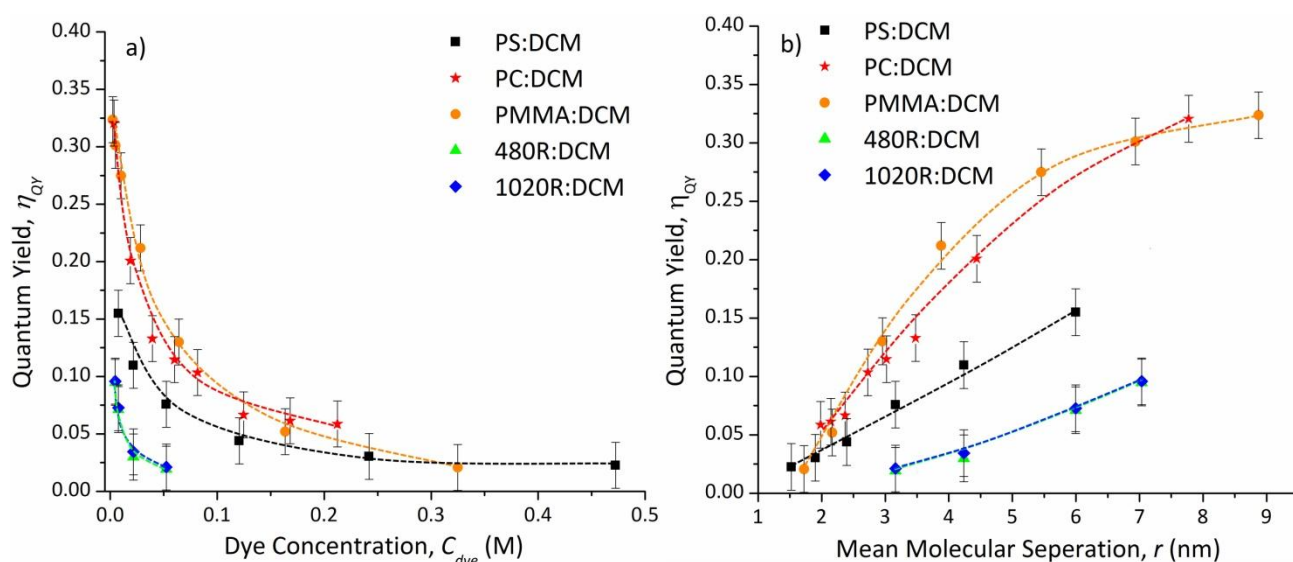 a)
PS:DCM
PC:DCM
PMMA:DCM
480R:DCM
1020R:DCM
Quantum Yield, η_QY
0.40
0.35
0.30
0.25
0.20
0.15
0.10
0.05
0.00
0.0 0.1 0.2 0.3 0.4 0.5
Dye Concentration, C_dye (M)
b)
PS:DCM
PC:DCM
PMMA:DCM
480R:DCM
1020R:DCM
Quantum Yield, η_QY
0.40
0.35
0.30
0.25
0.20
0.15
0.10
0.05
0.00
1 2 3 4 5 6 7 8 9
Mean Molecular Seperation, r (nm)